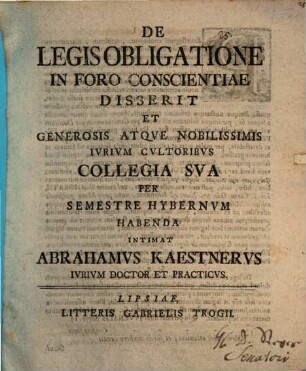 DE
LEGIS OBLIGATIONE
IN FORO CONSCIENTIAE
DISSERIT
ET
GENEROSIS ATQVE NOBILISSIMIS
IVRIVM CVLTORIBVS
COLLEGIA SVA
PER
SEMESTRE HYBERNVM
HABENDA
INTIMAT
ABRAHAMVS KAESTNERVS
IVRIVM DOCTOR ET PRACTICVS.
LIPSIAE,
LITTERIS GABRIELIS TROGII.
Senatori